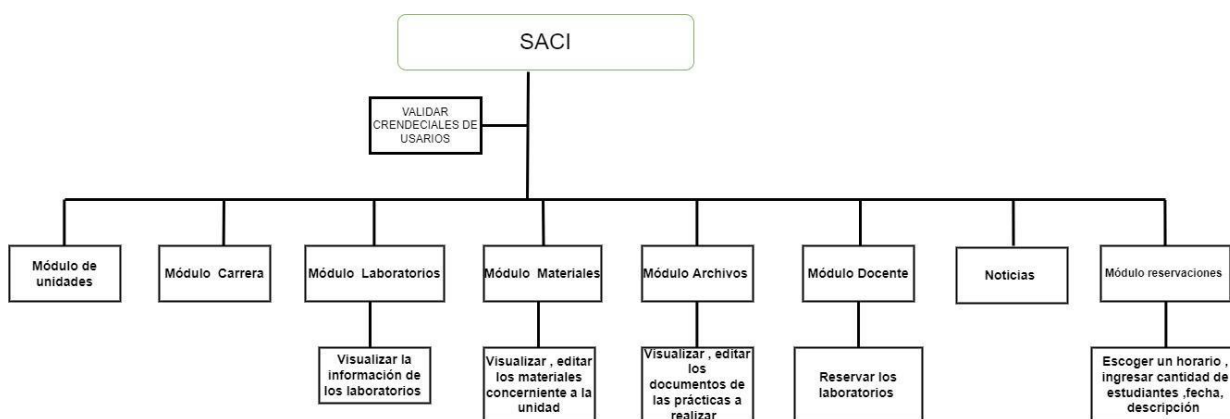 SACI
VALIDAR
CRENDECIALES DE
USARIOS
Módulo de
unidades
Módulo Carrera
Módulo Laboratorios
Módulo Materiales
Módulo Archivos
Módulo Docente
Noticias
Módulo reservaciones
Visualizar la
información de
los laboratorios
Visualizar , editar
los materiales
concerniente a la
unidad
Visualizar , editar
los
documentos de
las prácticas a
realizar
Reservar los
laboratorios
Escoger un horario ,
ingresar cantidad de
estudiantes ,fecha,
descripción